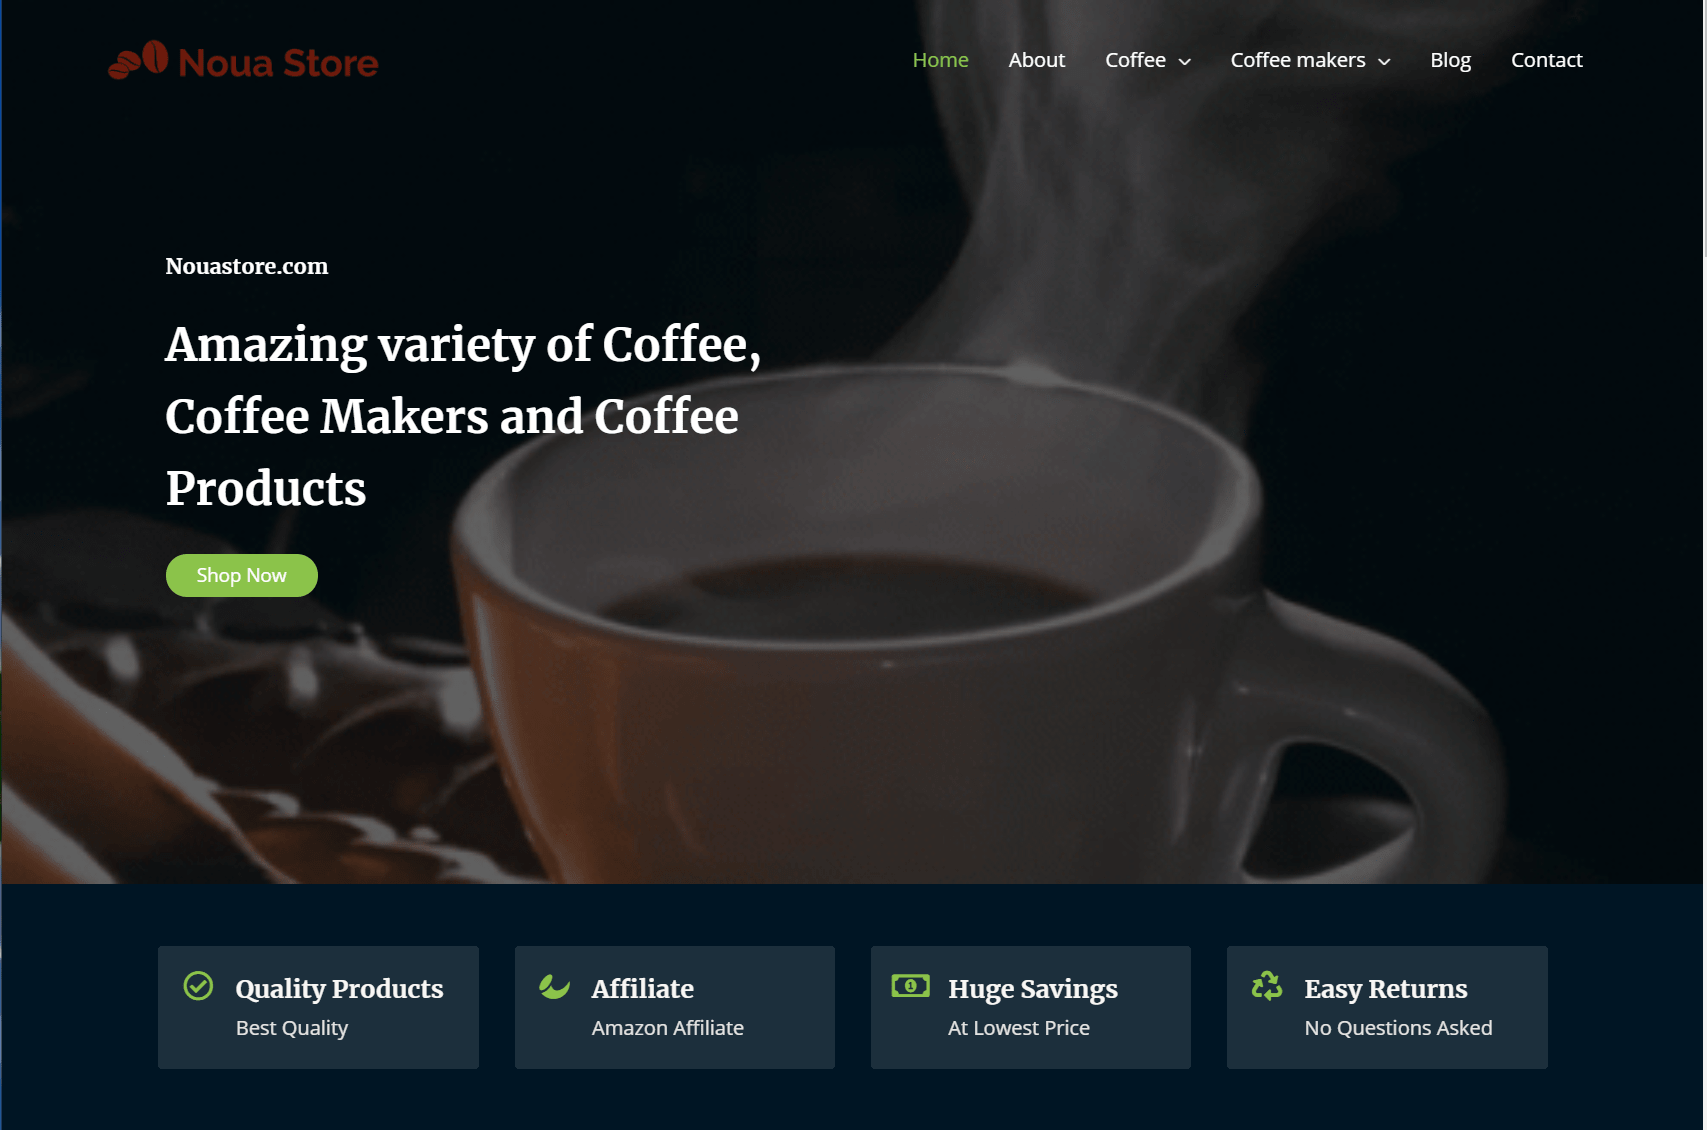 Noua Store
Home About Coffee Coffee makers Blog Contact
Nouastore.com
Amazing variety of Coffee,
Coffee Makers and Coffee
Products
Shop Now
Quality Products
Best Quality
Affiliate
Amazon Affiliate
Huge Savings
At Lowest Price
Easy Returns
No Questions Asked